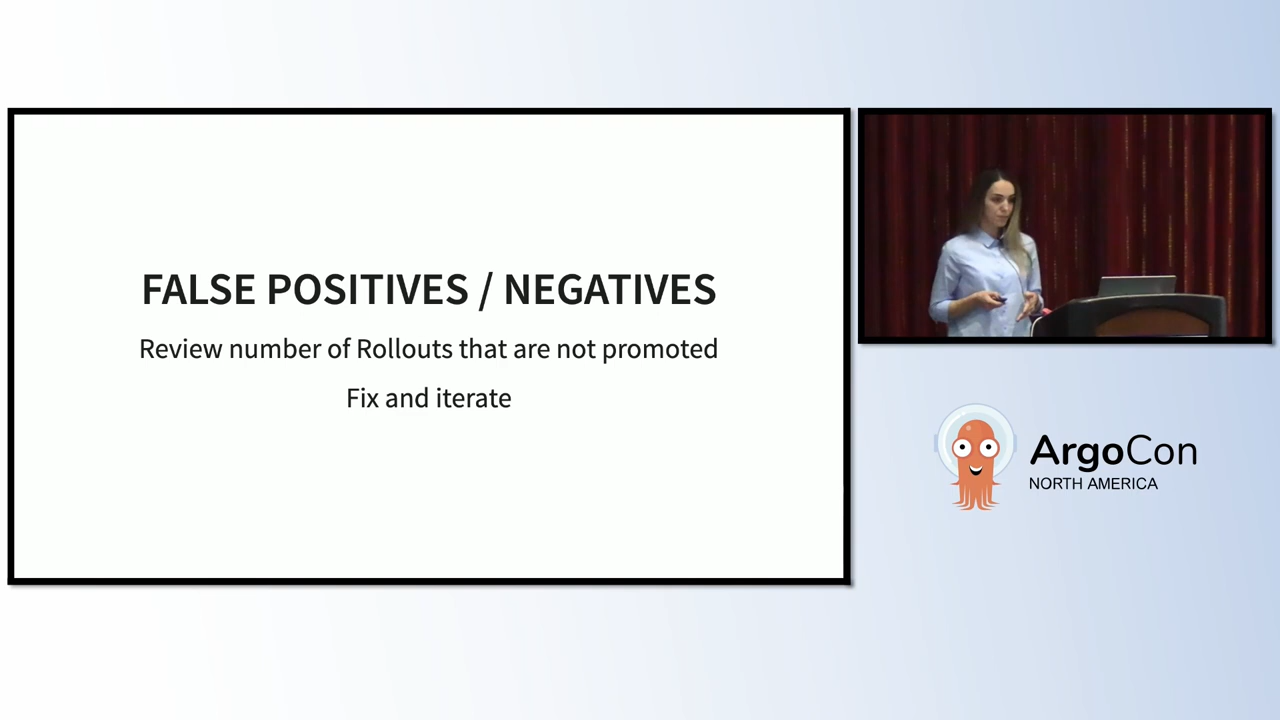 FALSE POSITIVES / NEGATIVES
Review number of Rollouts that are not promoted
Fix and iterate
ArgoCon
NORTH AMERICA